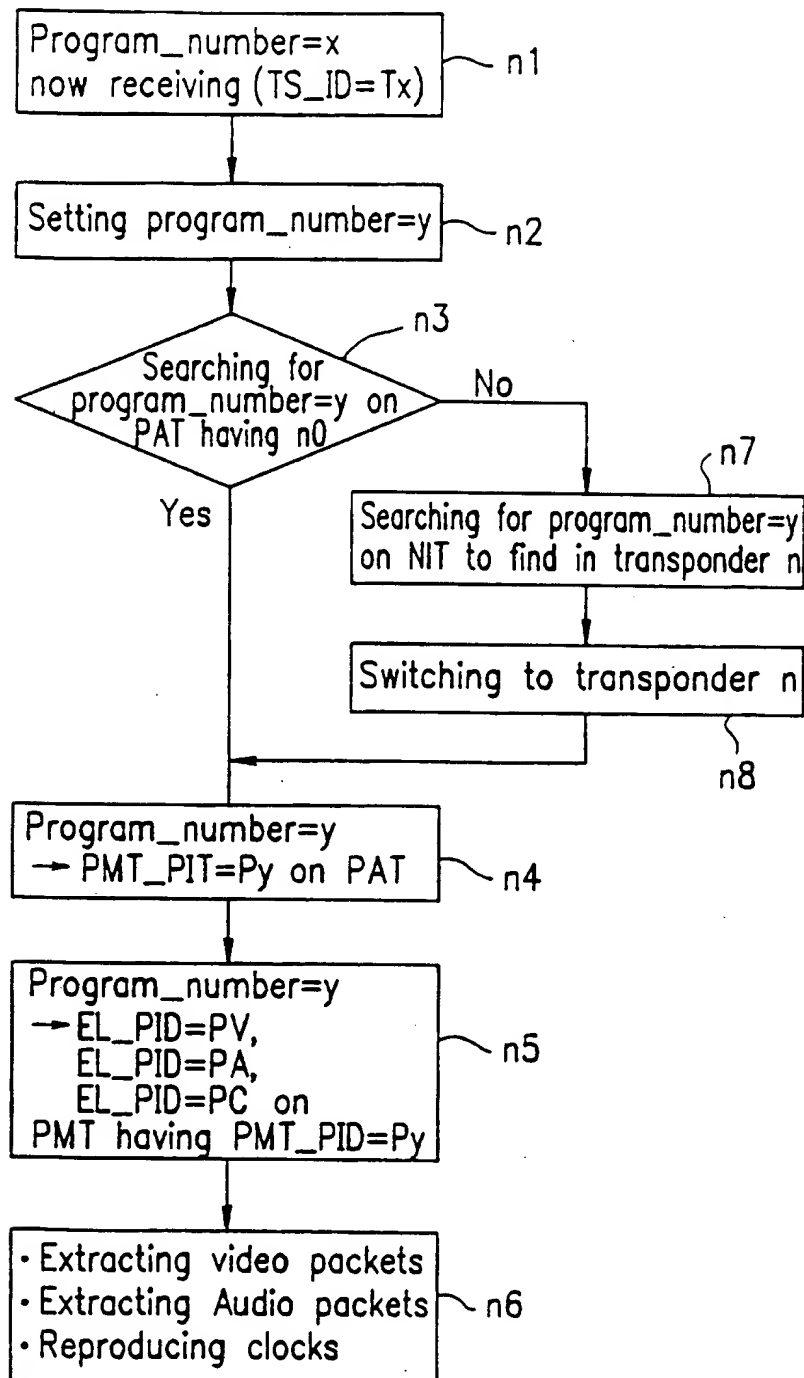 Program_number=x
now receiving (TS_ID=Tx)
n1
Setting program_number=y
n2
n3
Searching for
program_number=y on
PAT having n0
No
Yes
n7
Searching for program_number=y
on NIT to find in transponder n
Switching to transponder n
n8
Program_number=y
→ PMT_PIT=Py on PAT
n4
Program_number=y
→ EL_PID=PV,
EL_PID=PA,
EL_PID=PC on
PMT having PMT_PID=Py
n5
· Extracting video packets
· Extracting Audio packets
· Reproducing clocks
n6